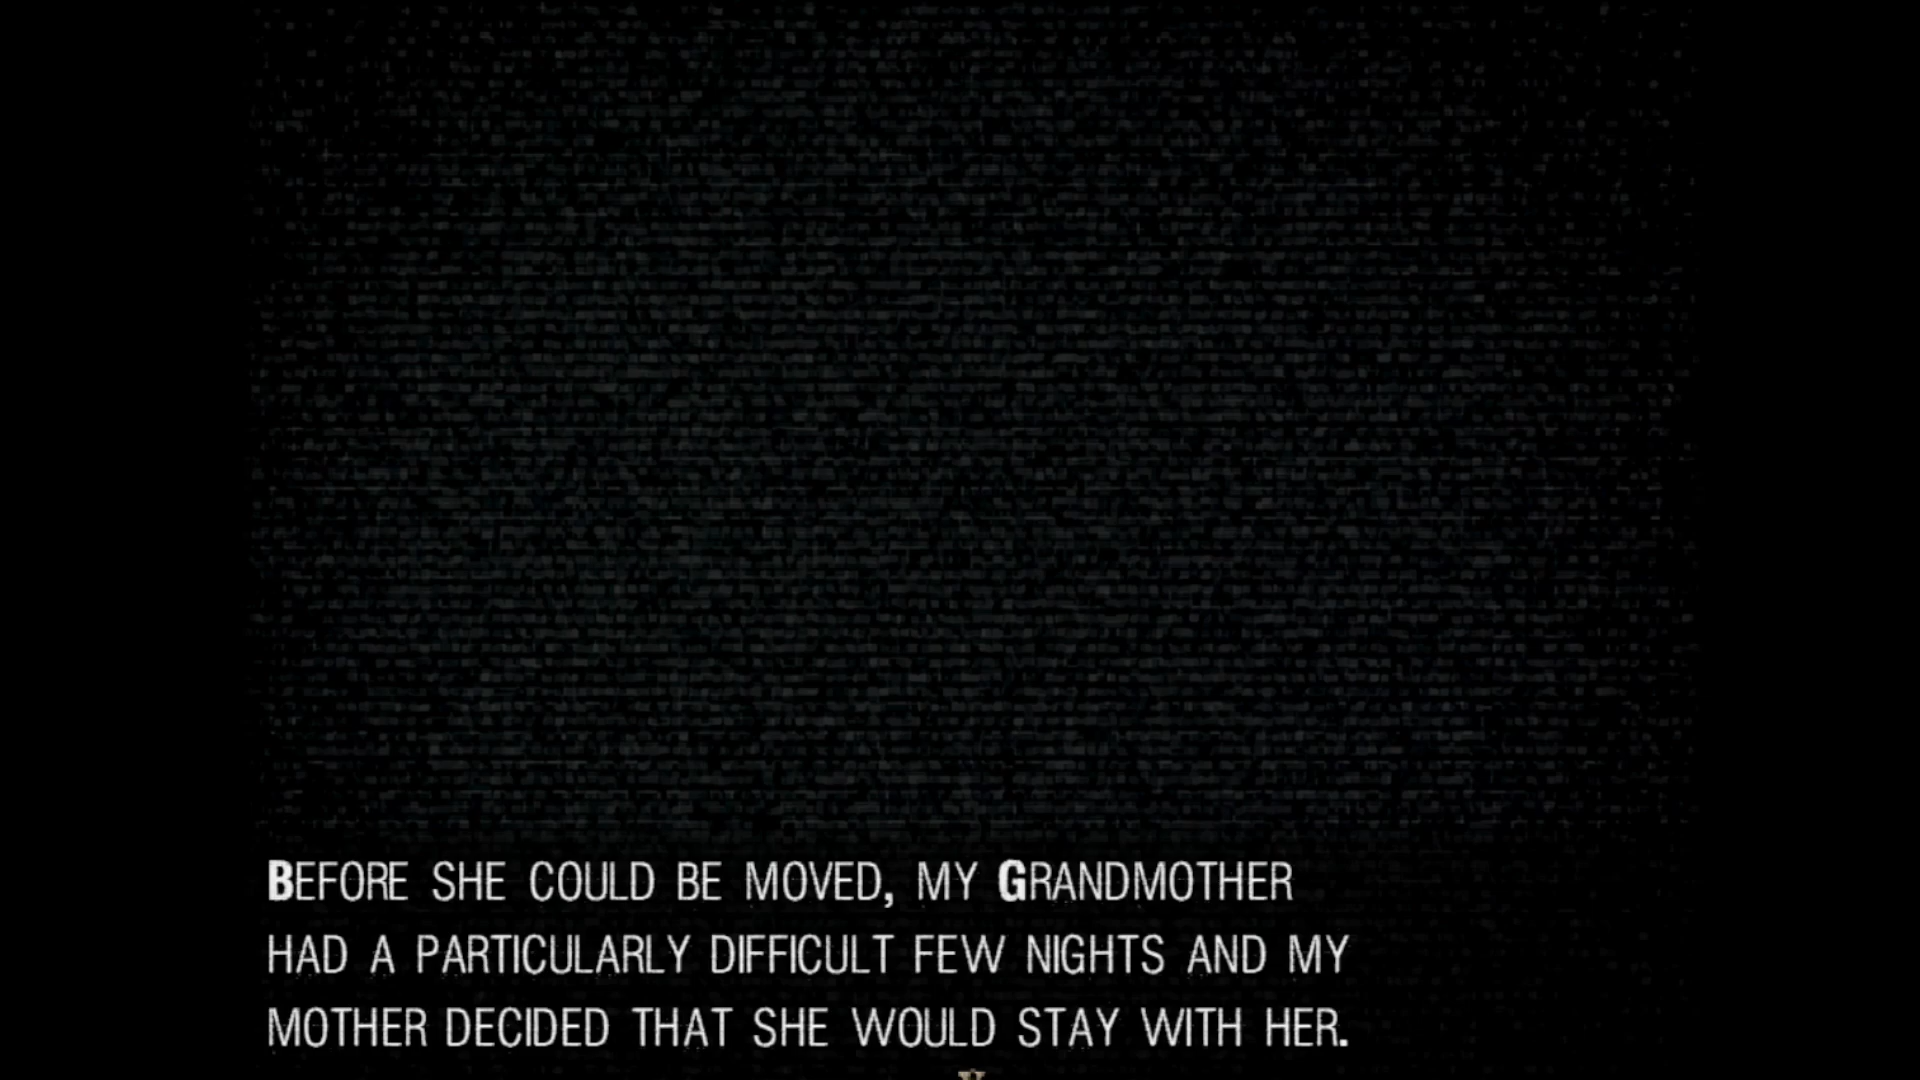 BEFORE SHE COULD BE MOVED, MY GRANDMOTHER
HAD A PARTICULARLY DIFFICULT FEW NIGHTS AND MY
MOTHER DECIDED THAT SHE WOULD STAY WITH HER.